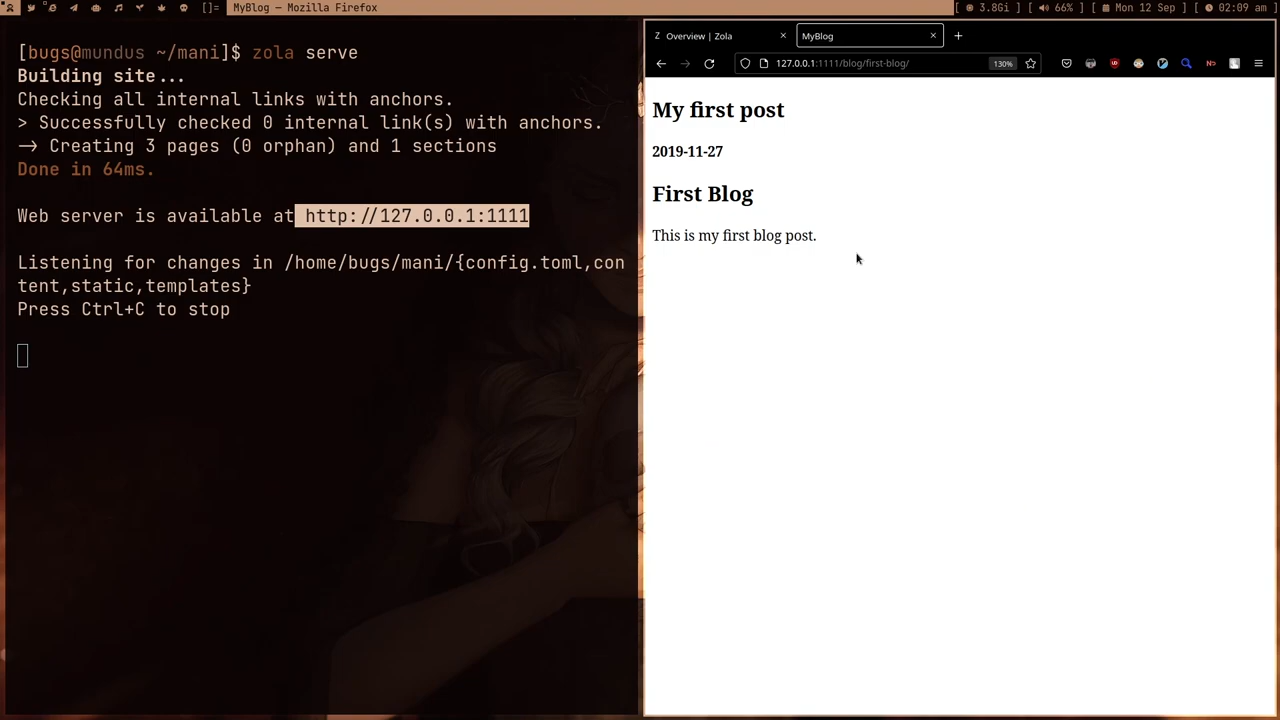 []= MyBlog — Mozilla Firefox [ 3.8Gi ] [ 66% ] [ Mon 12 Sep ] [ 02:09 am ]
[bugs@mundus ~/mani]$ zola serve
Building site...
Checking all internal links with anchors.
> Successfully checked 0 internal link(s) with anchors.
-> Creating 3 pages (0 orphan) and 1 sections
Done in 64ms.
Web server is available at http://127.0.0.1:1111
Listening for changes in /home/bugs/mani/{config.toml,con
tent,static,templates}
Press Ctrl+C to stop
Z Overview | Zola
MyBlog
127.0.0.1:1111/blog/first-blog/ 130%
My first post
2019-11-27
First Blog
This is my first blog post.